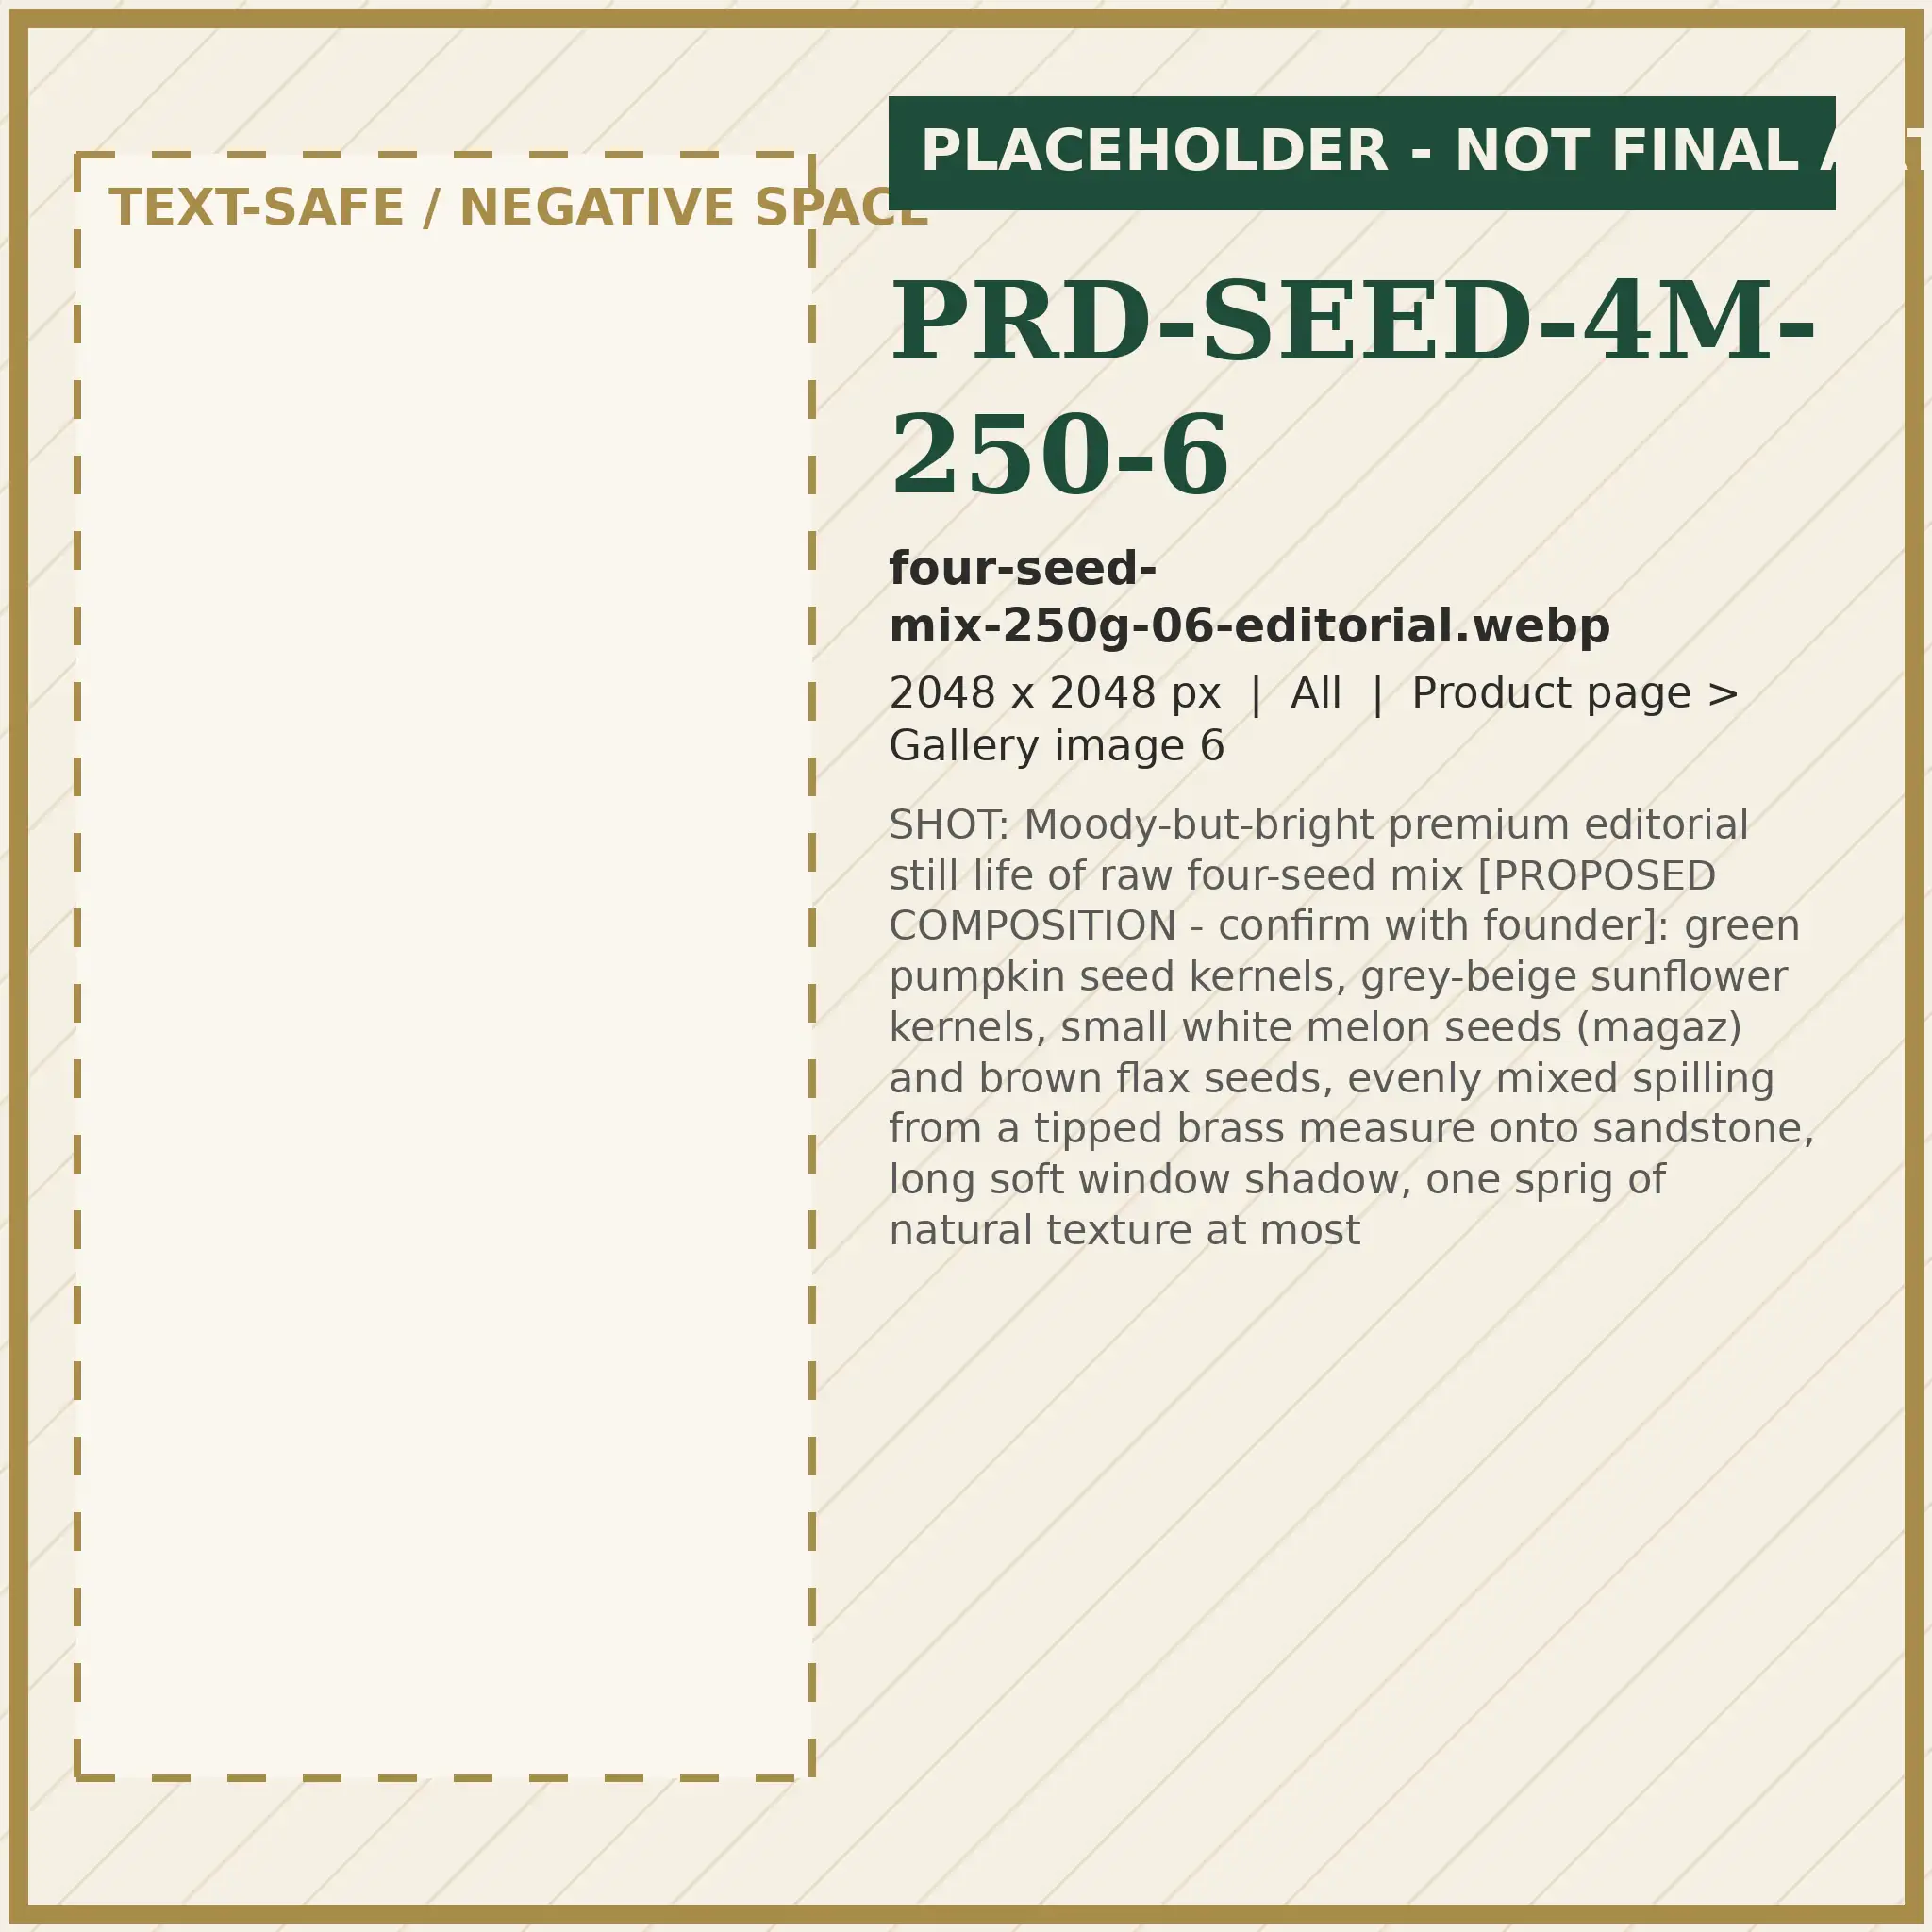 PLACEHOLDER - NOT FINAL ART
TEXT-SAFE / NEGATIVE SPACE
PRD-SEED-4M-
250-6
four-seed-
mix-250g-06-editorial.webp
2048 x 2048 px | All | Product page >
Gallery image 6
SHOT: Moody-but-bright premium editorial
still life of raw four-seed mix [PROPOSED
COMPOSITION - confirm with founder]: green
pumpkin seed kernels, grey-beige sunflower
kernels, small white melon seeds (magaz)
and brown flax seeds, evenly mixed spilling
from a tipped brass measure onto sandstone,
long soft window shadow, one sprig of
natural texture at most